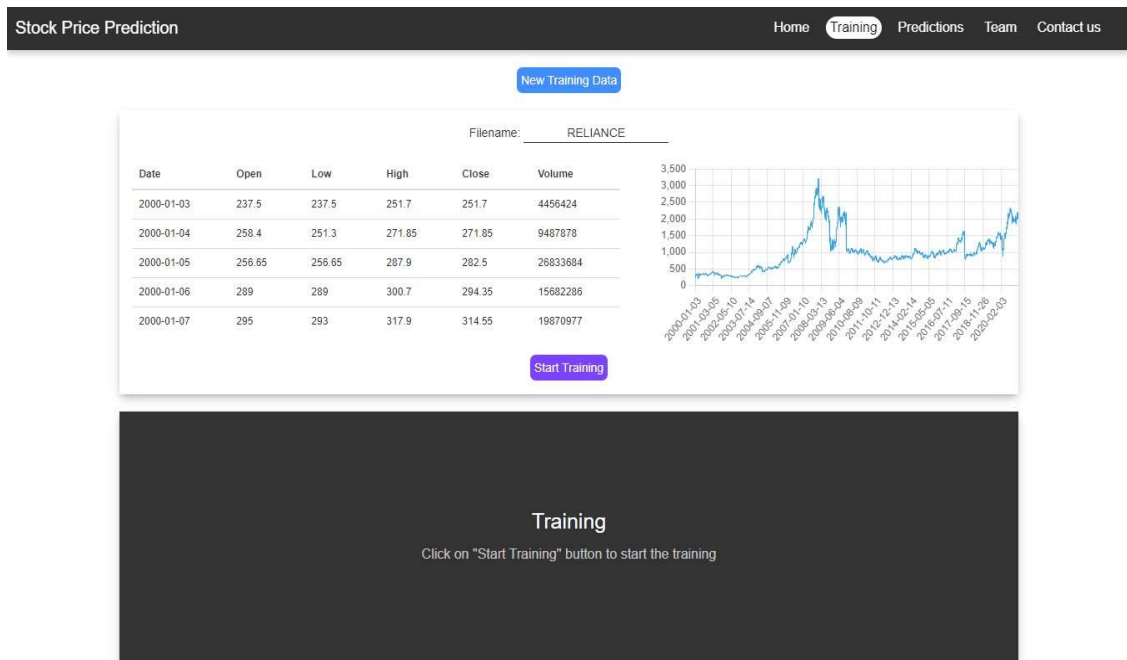 Stock Price Prediction Home Training Predictions Team Contact us
New Training Data
Filename: RELIANCE
Date Open Low High Close Volume
2000-01-03 237.5 237.5 251.7 251.7 4456424
2000-01-04 258.4 251.3 271.85 271.85 9487878
2000-01-05 256.65 256.65 287.9 282.5 26833684
2000-01-06 289 289 300.7 294.35 15682286
2000-01-07 295 293 317.9 314.55 19870977
3,500
3,000
2,500
2,000
1,500
1,000
500
0
2000-01-03 2001-03-05 2002-05-10 2003-07-14 2004-09-07 2005-11-09 2007-01-10 2008-03-13 2009-06-04 2010-08-09 2011-10-11 2012-12-13 2014-02-14 2015-05-05 2016-07-11 2017-09-15 2018-11-26 2020-02-03
Start Training
Training
Click on "Start Training" button to start the training